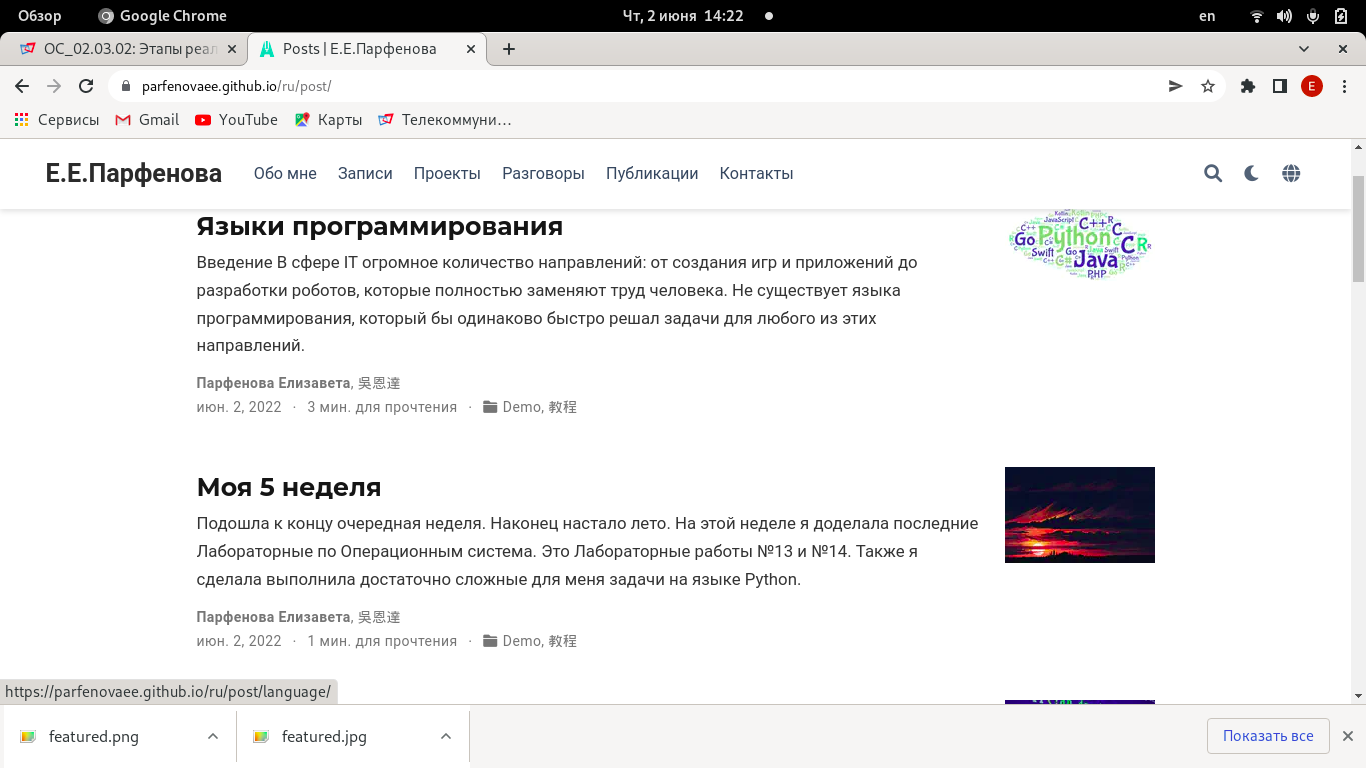 Обзор
Google Chrome
Чт, 2 июня 14:22
en
ОС_02.03.02: Этапы реал
Posts | Е.Е.Парфенова
parfenovaee.github.io/ru/post/
E
Сервисы
Gmail
YouTube
Карты
Телекоммуни…
Е.Е.Парфенова
Обо мне
Записи
Проекты
Разговоры
Публикации
Контакты
Языки программирования
Введение В сфере IT огромное количество направлений: от создания игр и приложений до
разработки роботов, которые полностью заменяют труд человека. Не существует языка
программирования, который бы одинаково быстро решал задачи для любого из этих
направлений.
Парфенова Елизавета, 吳恩達
июн. 2, 2022 · 3 мин. для прочтения · Demo, 教程
Kotlin Kotlin PHP
JavaScript C++ R
C++ C
Go Python C R
Swift Java Swift Python
PHP Go
Моя 5 неделя
Подошла к концу очередная неделя. Наконец настало лето. На этой неделе я доделала последние
Лабораторные по Операционным система. Это Лабораторные работы №13 и №14. Также я
сделала выполнила достаточно сложные для меня задачи на языке Python.
Парфенова Елизавета, 吳恩達
июн. 2, 2022 · 1 мин. для прочтения · Demo, 教程
https://parfenovaee.github.io/ru/post/language/
featured.png
featured.jpg
Показать все